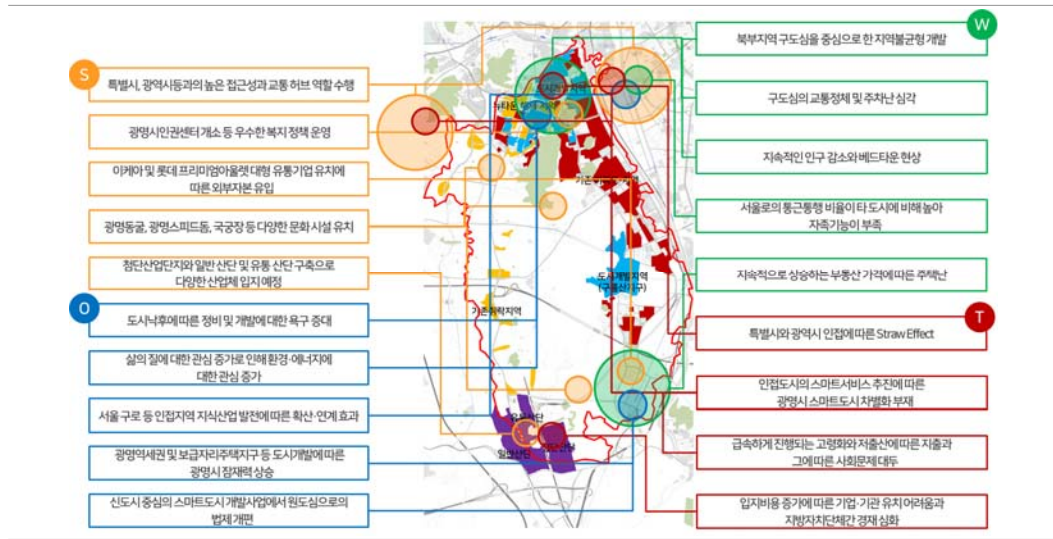 S
특별시, 광역시등과의 높은 접근성과 교통 허브 역할 수행
광명시인권센터 개소 등 우수한 복지 정책 운영
이케아 및 롯데 프리미엄아울렛 대형 유통기업 유치에
따른 외부자본 유입
광명동굴, 광명스피드돔, 국궁장 등 다양한 문화 시설 유치
첨단산업단지와 일반 산단 및 유통 산단 구축으로
다양한 산업체 입지 예정
O
도시낙후에 따른 정비 및 개발에 대한 욕구 증대
삶의 질에 대한 관심 증가로 인해 환경·에너지에
대한 관심 증가
서울 구로 등 인접지역 지식산업 발전에 따른 확산·연계 효과
광명역세권 및 보급자리주택지구 등 도시개발에 따른
광명시 잠재력 상승
신도시 중심의 스마트도시 개발사업에서 원도심으로의
법제 개편
뉴타운
도시개발지역
기존취락지역
유통산단
일반산단
W
북부지역 구도심을 중심으로 한 지역불균형 개발
구도심의 교통정체 및 주차난 심각
지속적인 인구 감소와 베드타운 현상
서울로의 통근통행 비율이 타 도시에 비해 높아
자족기능이 부족
지속적으로 상승하는 부동산 가격에 따른 주택난
T
특별시와 광역시 인접에 따른 Straw Effect
인접도시의 스마트서비스 추진에 따른
광명시 스마트도시 차별화 부재
급속하게 진행되는 고령화와 저출산에 따른 지출과
그에 따른 사회문제 대두
입지비용 증가에 따른 기업·기관 유치 어려움과
지방자치단체간 경재 심화